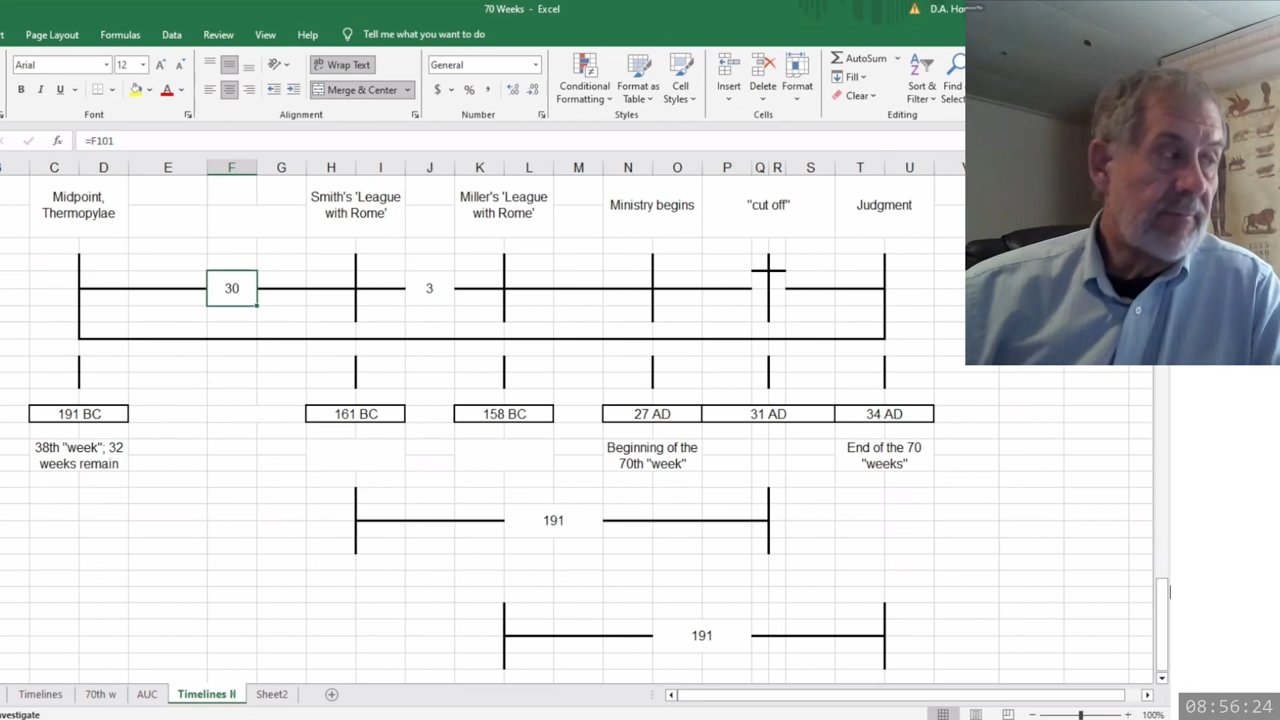 70 Weeks - Excel
D.A. Ho
Page Layout Formulas Data Review View Help Tell me what you want to do
Arial 12 Wrap Text General AutoSum
B I U Merge & Center $ % Conditional Formatting Format as Table Cell Styles Insert Delete Format Fill Clear Sort & Filter Find Selec
Font Alignment Number Styles Cells Editing
fx =F101
C D E F G H I J K L M N O P Q R S T U
Midpoint, Smith's 'League Miller's 'League Ministry begins "cut off" Judgment
Thermopylae with Rome' with Rome'
30 3
191 BC 161 BC 158 BC 27 AD 31 AD 34 AD
38th "week"; 32 Beginning of the End of the 70
weeks remain 70th "week" "weeks"
191
191
Timelines 70th w AUC Timelines II Sheet2
vestigate 100%
08:56:24